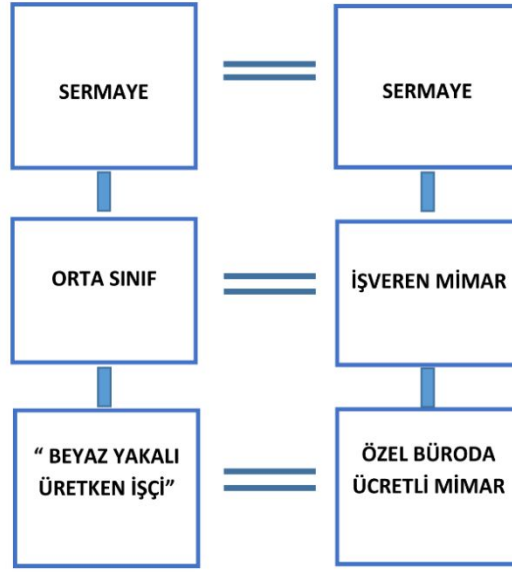 SERMAYE
SERMAYE
ORTA SINIF
İŞVEREN MİMAR
“ BEYAZ YAKALI
ÜRETKEN İŞÇİ”
ÖZEL BÜRODA
ÜCRETLİ MİMAR